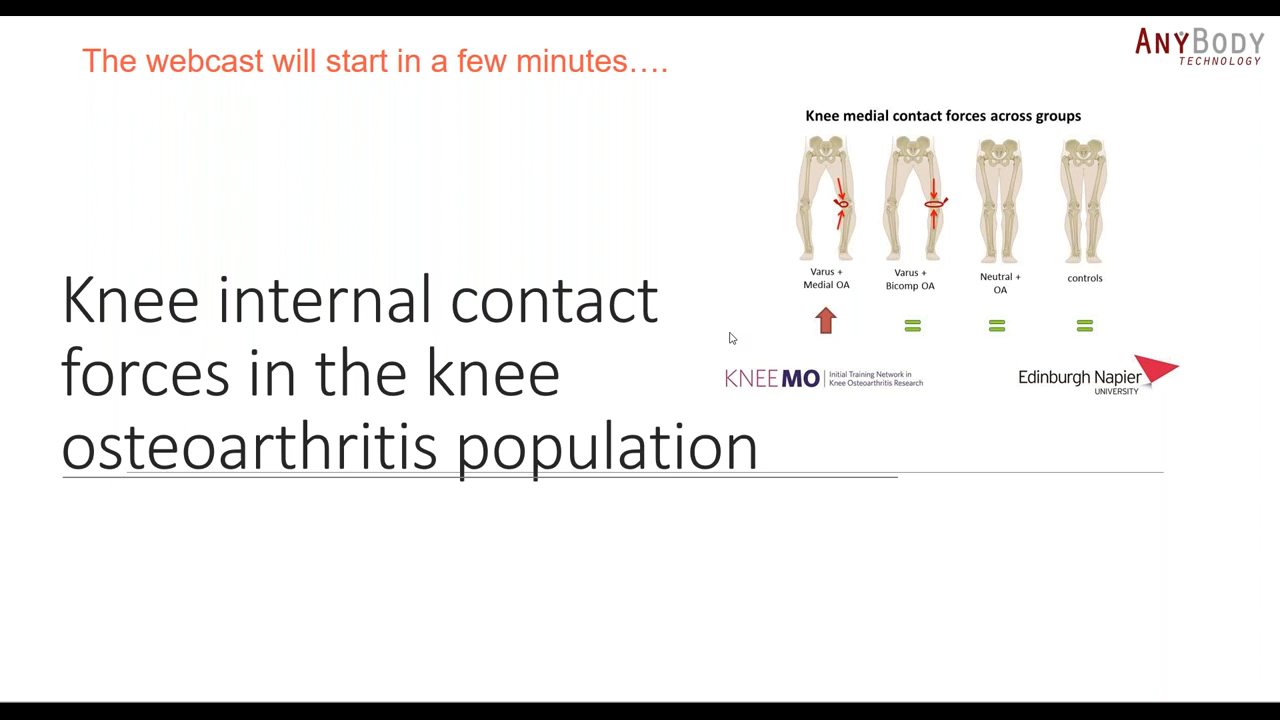 The webcast will start in a few minutes….
ANYBODY
TECHNOLOGY
Knee medial contact forces across groups
Varus +
Medial OA
Varus +
Bicomp OA
Neutral +
OA
controls
KNEEMO
Initial Training Network in
Knee Osteoarthritis Research
Edinburgh Napier
UNIVERSITY
Knee internal contact
forces in the knee
osteoarthritis population